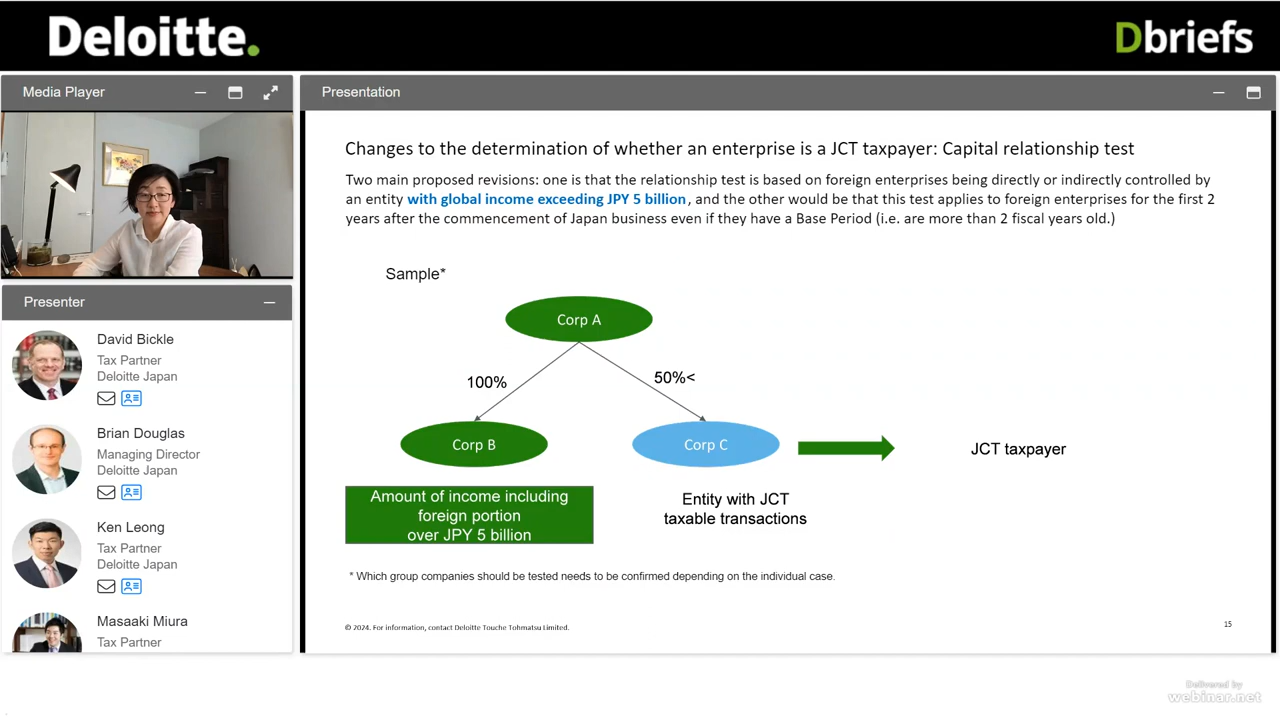 Deloitte.
Dbriefs
Media Player
Presentation
Presenter
David Bickle
Tax Partner
Deloitte Japan
Brian Douglas
Managing Director
Deloitte Japan
Ken Leong
Tax Partner
Deloitte Japan
Masaaki Miura
Tax Partner
Changes to the determination of whether an enterprise is a JCT taxpayer: Capital relationship test
Two main proposed revisions: one is that the relationship test is based on foreign enterprises being directly or indirectly controlled by
an entity with global income exceeding JPY 5 billion, and the other would be that this test applies to foreign enterprises for the first 2
years after the commencement of Japan business even if they have a Base Period (i.e. are more than 2 fiscal years old.)
Sample*
Corp A
100%
50%<
Corp B
Corp C
JCT taxpayer
Amount of income including
foreign portion
over JPY 5 billion
Entity with JCT
taxable transactions
* Which group companies should be tested needs to be confirmed depending on the individual case.
© 2024. For information, contact Deloitte Touche Tohmatsu Limited.
15
Delivered by
webinar.net